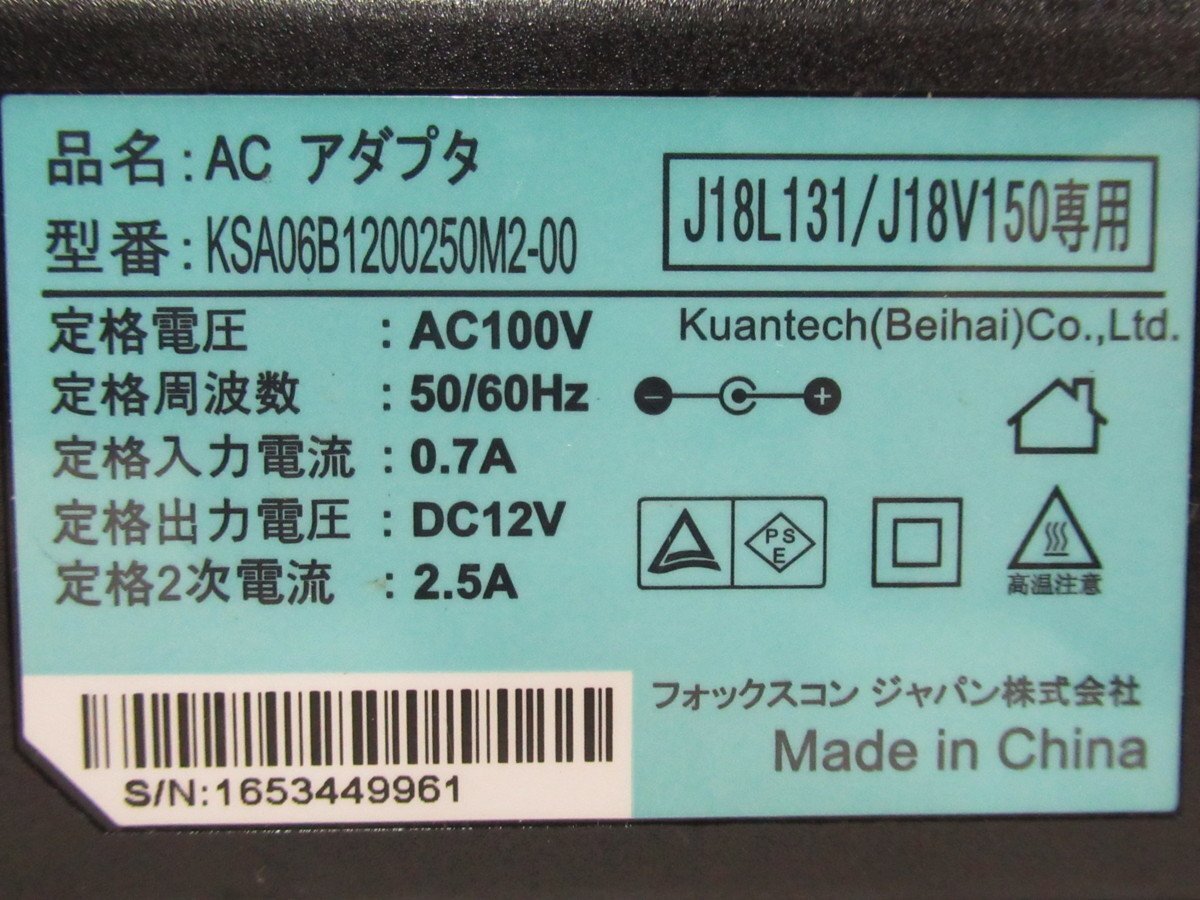 品名:AC アダプタ
型番:KSA06B1200250M2-00
J18L131/J18V150専用
定格電圧 : AC100V
定格周波数 : 50/60Hz
定格入力電流 : 0.7A
定格出力電圧 : DC12V
定格2次電流 : 2.5A
Kuantech(Beihai)Co.,Ltd.
− +
PS
E
高温注意
S/N:1653449961
フォックスコン ジャパン株式会社
Made in China